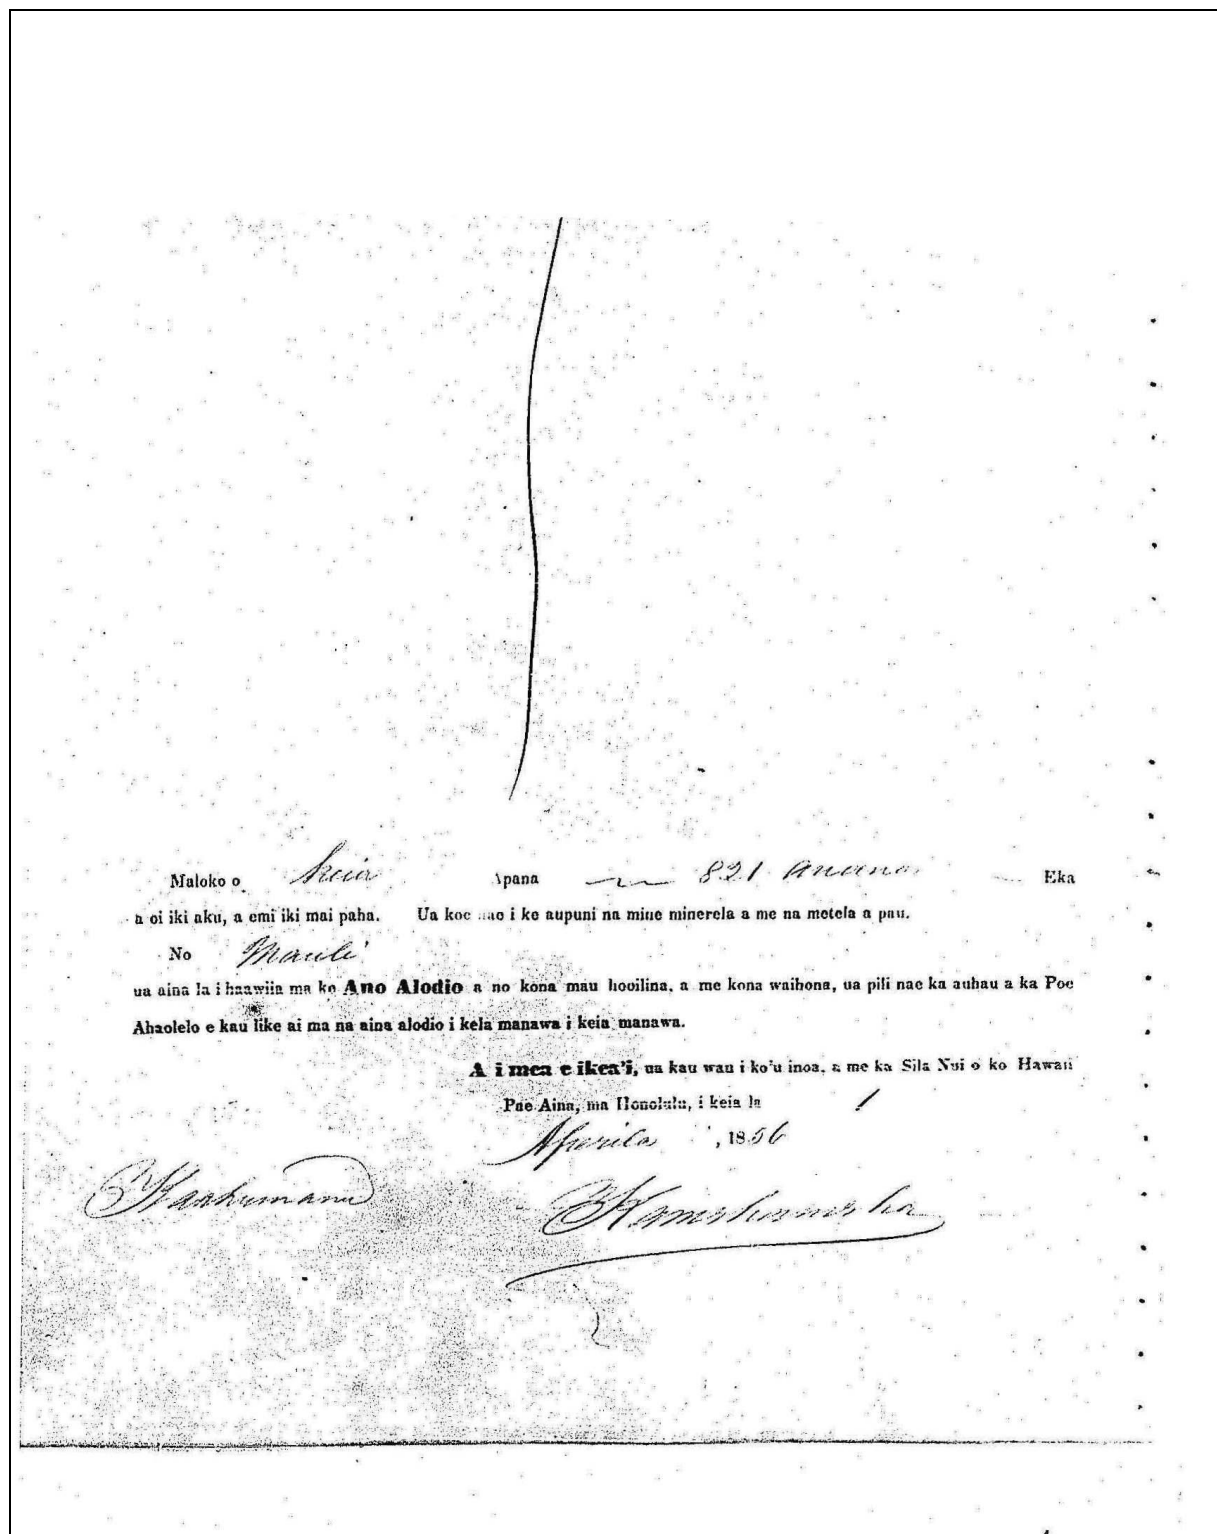 Maloko o keia Apana 821 Anana Eka
a oi iki aku, a emi iki mai paha. Ua koe nae i ke aupuni na mine minerela a me na metela a pau.
No Mauli
ua aina la i haawiia ma ke Ano Alodio a no kona mau hooilina, a me kona waihona, ua pili nae ka auhau a ka Poe
Ahaolelo e kau like ai ma na aina alodio i kela manawa i keia manawa.
A i mea e ikea'i, ua kau wau i ko'u inoa, a me ka Sila Nui o ko Hawaii
Pae Aina, ma Honolulu, i keia la 1
Aperila , 1856
Kaahumanu Kamehameha